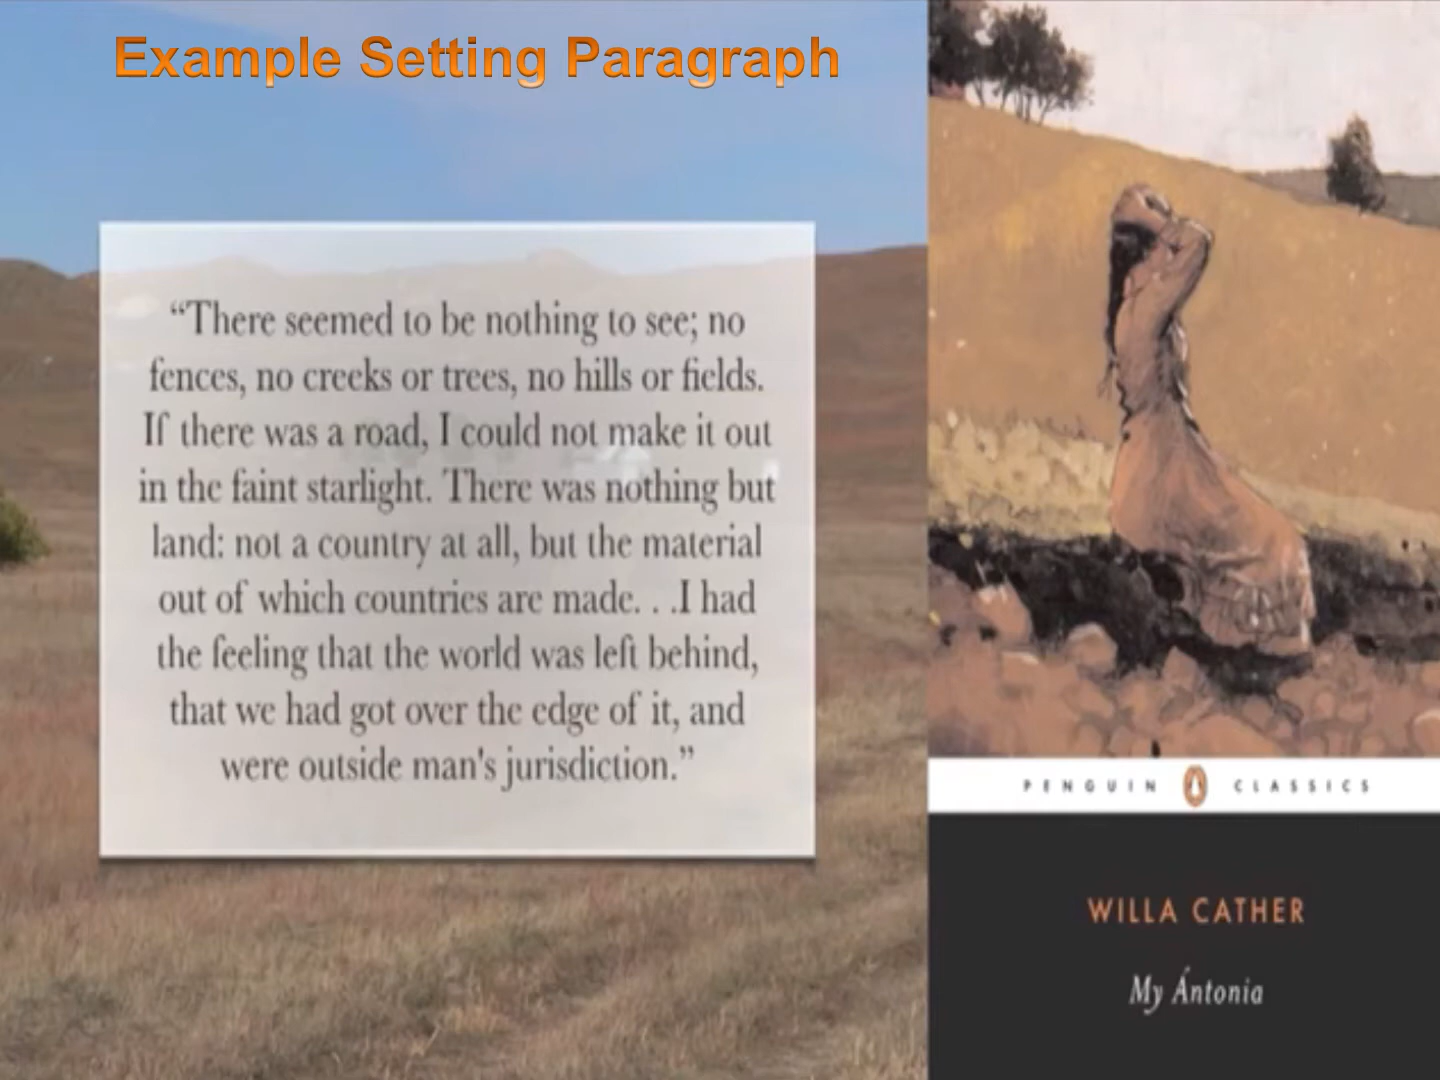 Example Setting Paragraph
“There seemed to be nothing to see; no
fences, no creeks or trees, no hills or fields.
If there was a road, I could not make it out
in the faint starlight. There was nothing but
land: not a country at all, but the material
out of which countries are made. . .I had
the feeling that the world was left behind,
that we had got over the edge of it, and
were outside man's jurisdiction.”
PENGUIN CLASSICS
WILLA CATHER
My Ántonia